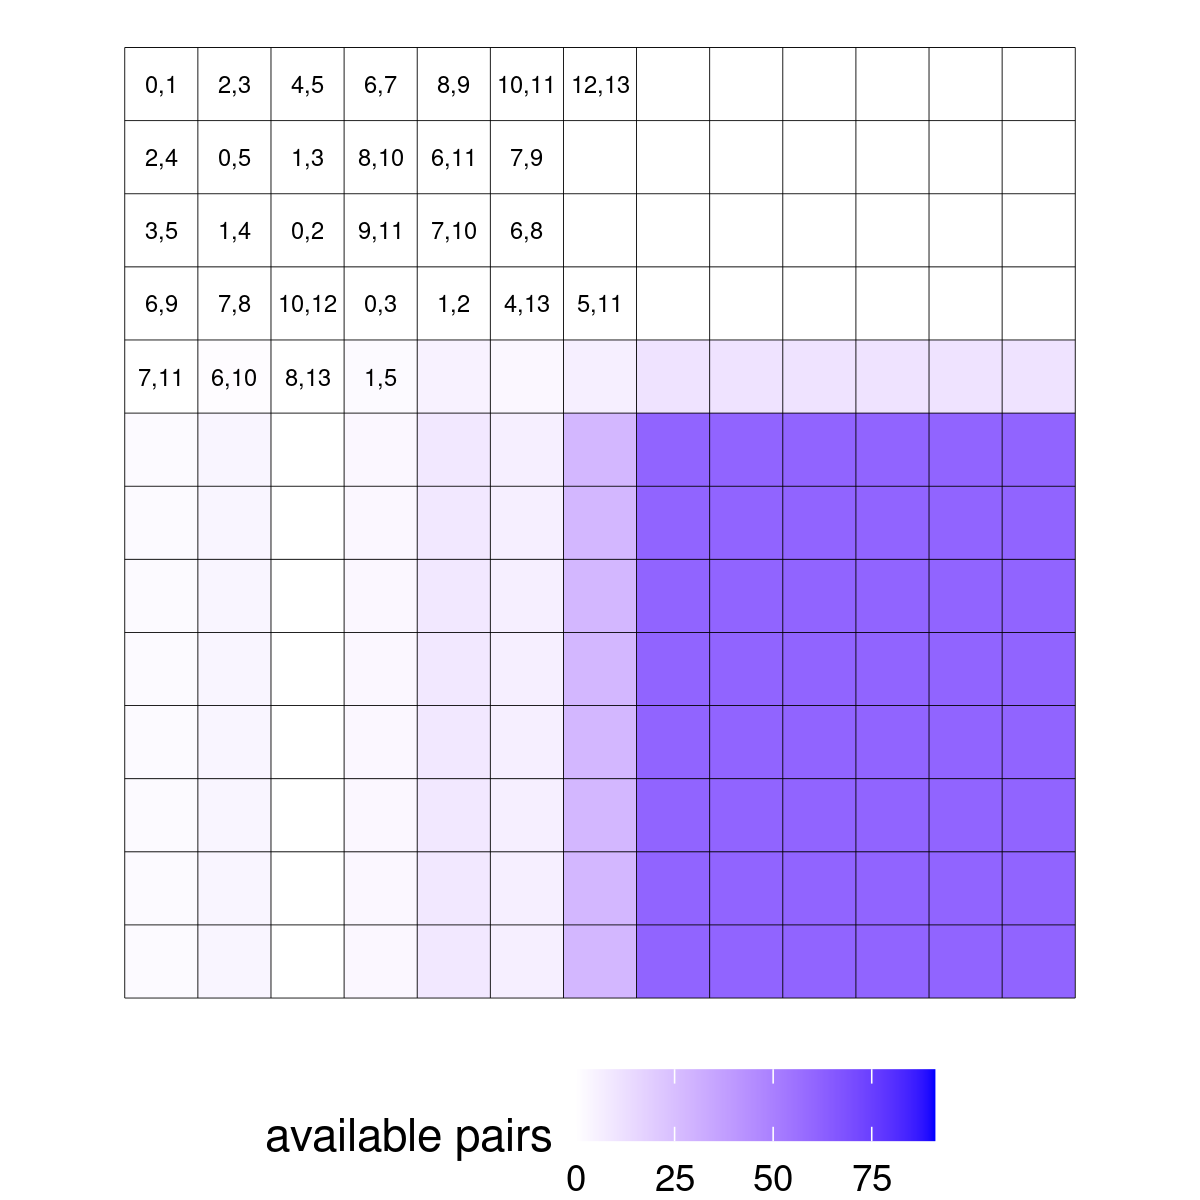 0,1 2,3 4,5 6,7 8,9 10,11 12,13
2,4 0,5 1,3 8,10 6,11 7,9
3,5 1,4 0,2 9,11 7,10 6,8
6,9 7,8 10,12 0,3 1,2 4,13 5,11
7,11 6,10 8,13 1,5
available pairs
0 25 50 75